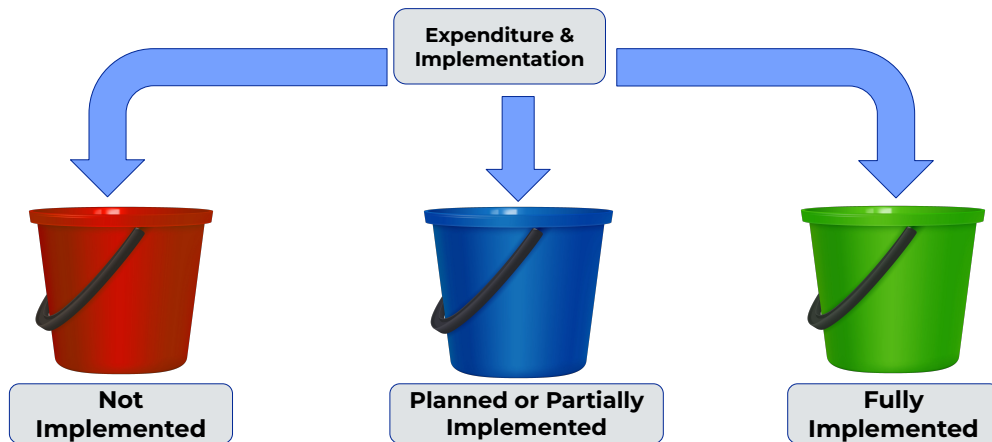 Expenditure &
Implementation
Not
Implemented
Planned or Partially
Implemented
Fully
Implemented